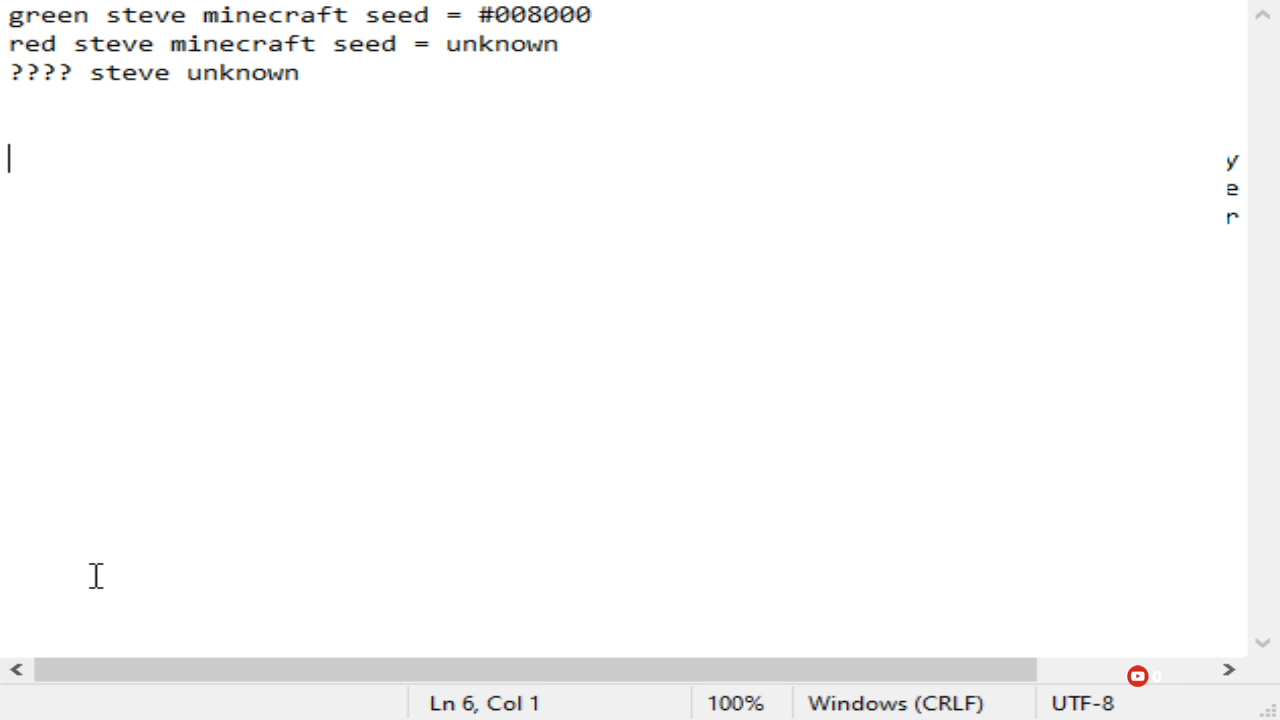 green steve minecraft seed = #008000
red steve minecraft seed = unknown
???? steve unknown
y
e
r
0
Ln 6, Col 1
100%
Windows (CRLF)
UTF-8